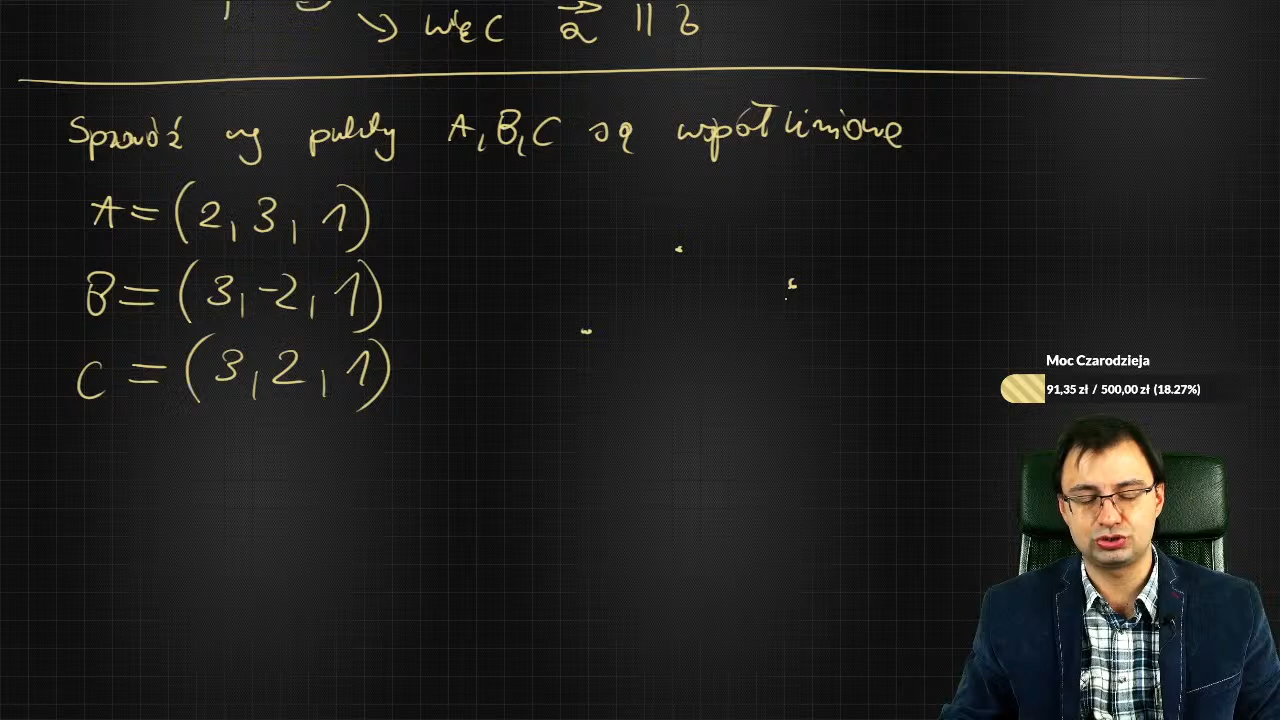 więc a || b
Sprawdź czy punkty A, B, C są współliniowe
A = (2, 3, 1)
B = (3, -2, 1)
C = (3, 2, 1)
Moc Czarodzieja
91,35 zł / 500,00 zł (18.27%)